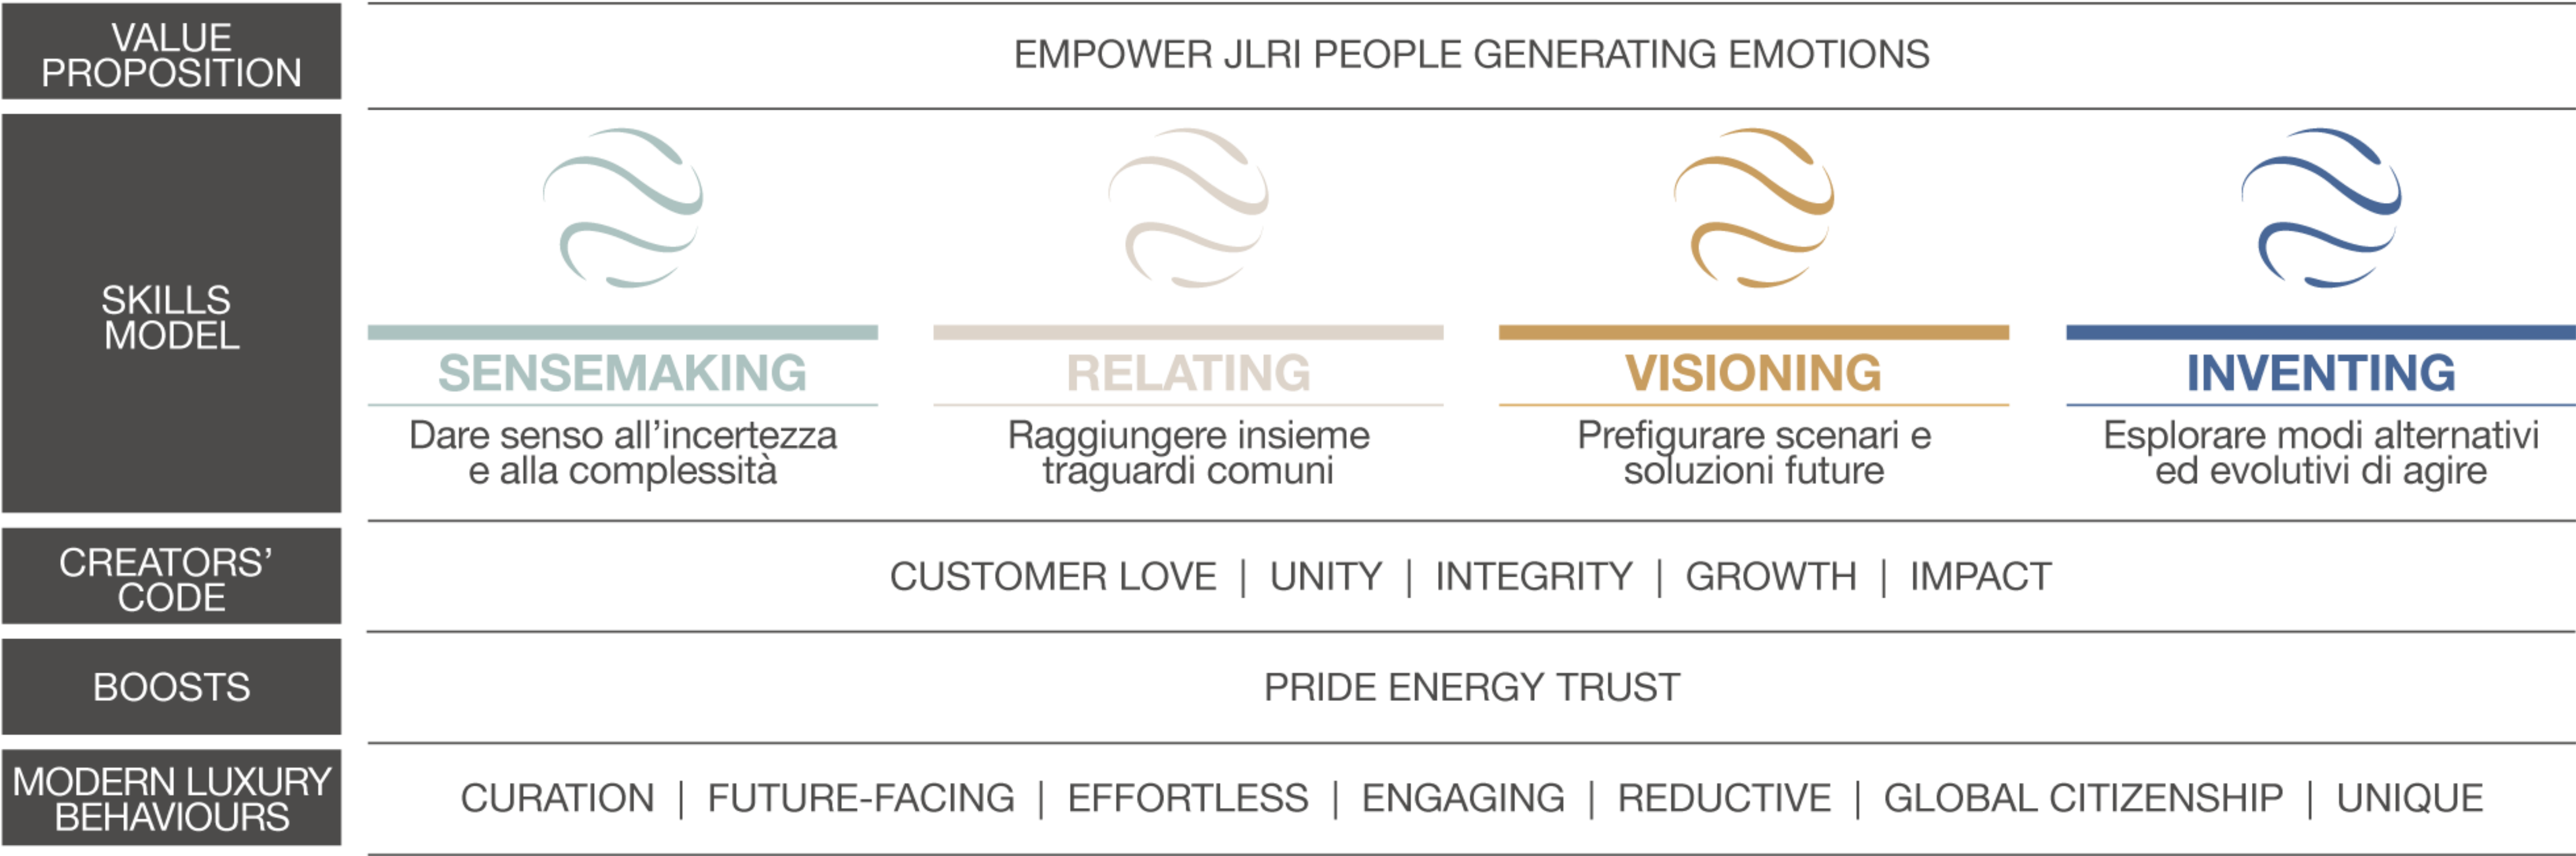 VALUE
PROPOSITION
EMPOWER JLRI PEOPLE GENERATING EMOTIONS
SKILLS
MODEL
SENSEMAKING
Dare senso all’incertezza
e alla complessità
RELATING
Raggiungere insieme
traguardi comuni
VISIONING
Prefigurare scenari e
soluzioni future
INVENTING
Esplorare modi alternativi
ed evolutivi di agire
CREATORS’
CODE
CUSTOMER LOVE | UNITY | INTEGRITY | GROWTH | IMPACT
BOOSTS
PRIDE ENERGY TRUST
MODERN LUXURY
BEHAVIOURS
CURATION | FUTURE-FACING | EFFORTLESS | ENGAGING | REDUCTIVE | GLOBAL CITIZENSHIP | UNIQUE